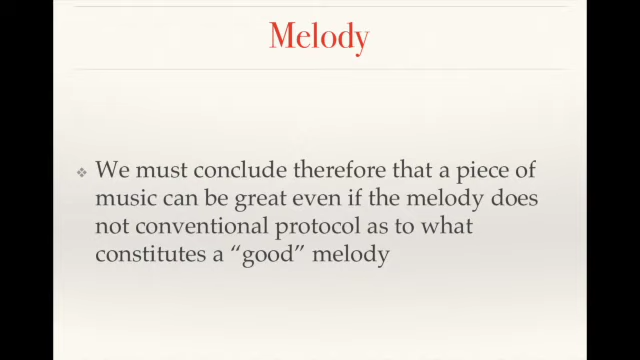 Melody
❖ We must conclude therefore that a piece of
music can be great even if the melody does
not conventional protocol as to what
constitutes a “good” melody